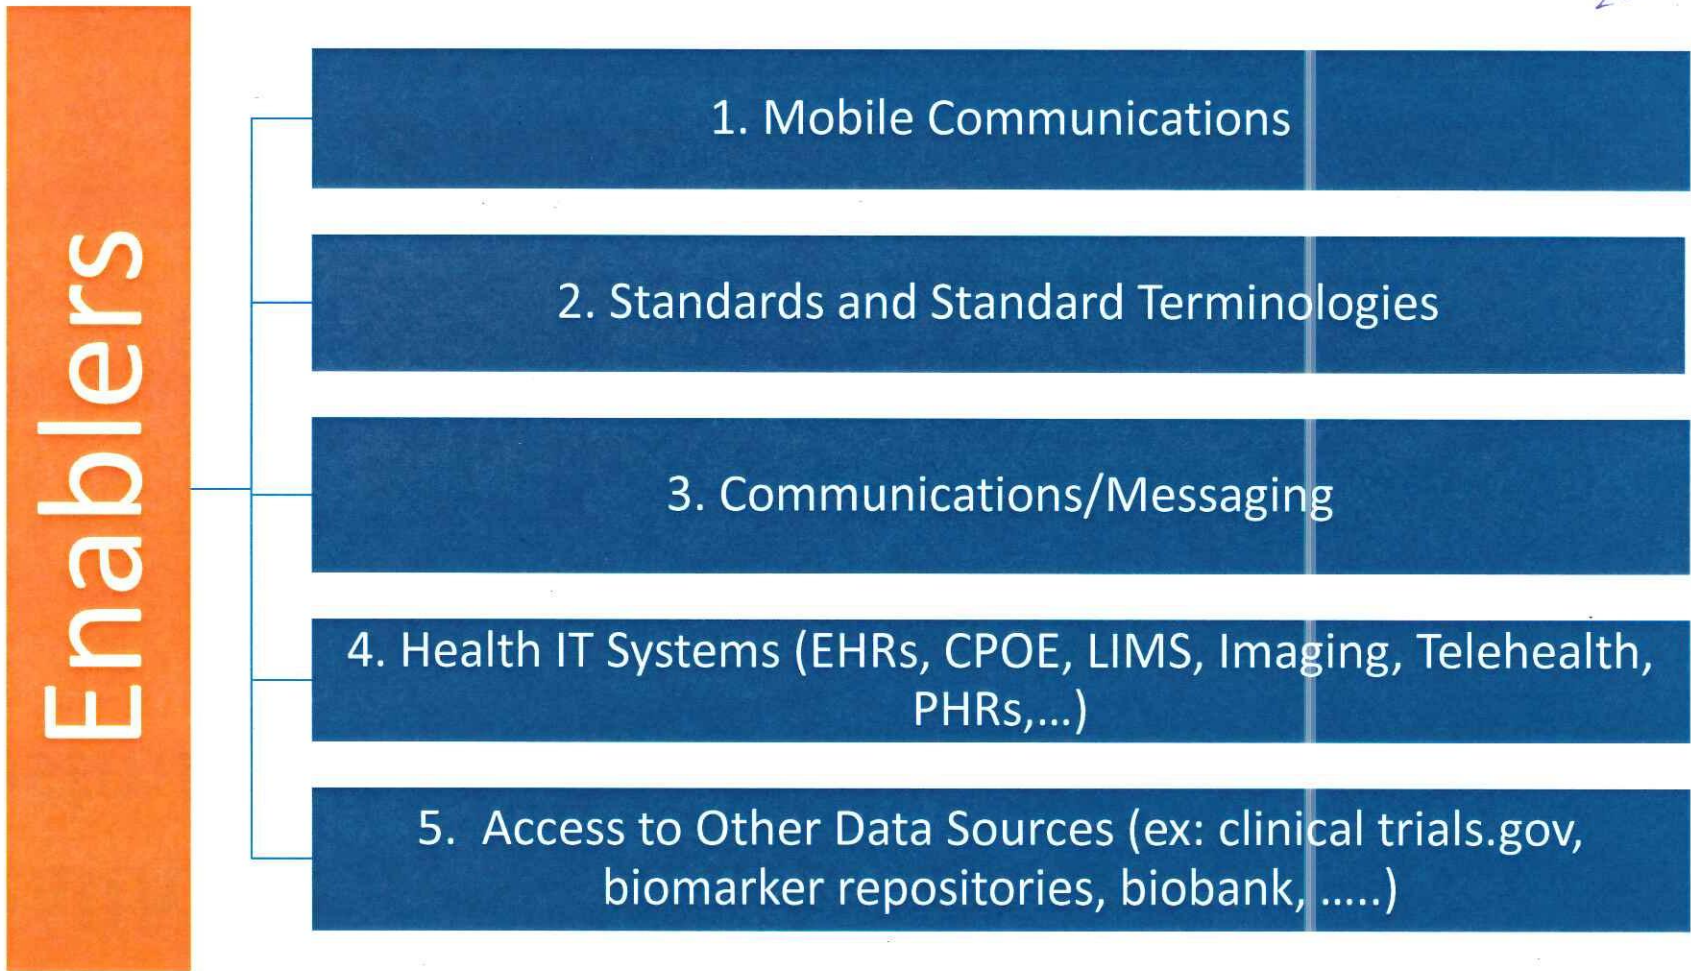 Enablers
1. Mobile Communications
2. Standards and Standard Terminologies
3. Communications/Messaging
4. Health IT Systems (EHRs, CPOE, LIMS, Imaging, Telehealth,
PHRs,...)
5. Access to Other Data Sources (ex: clinical trials.gov,
biomarker repositories, biobank, .....)